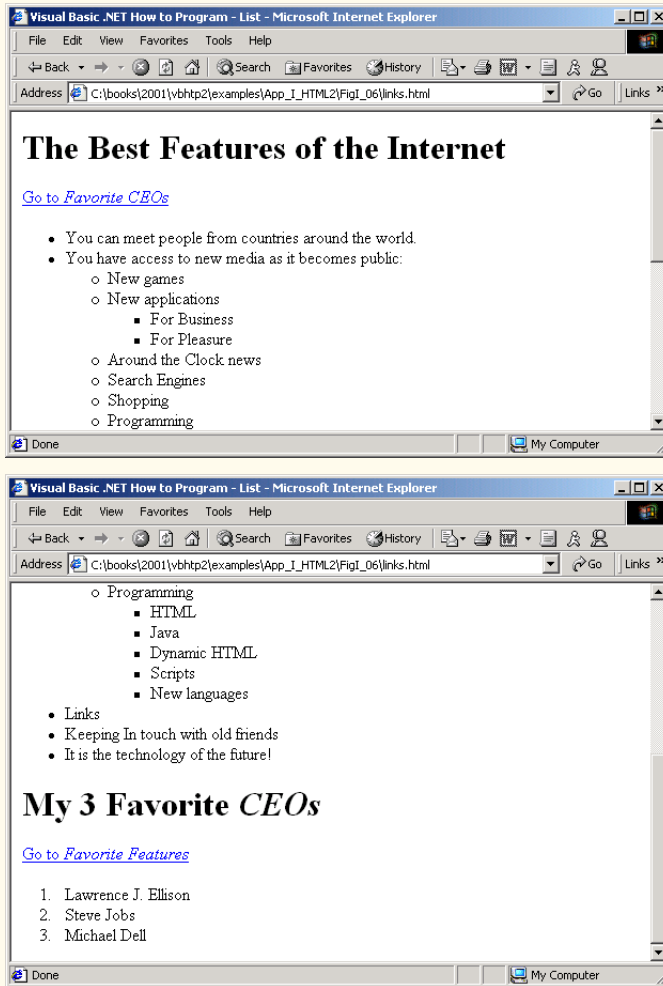 Visual Basic .NET How to Program - List - Microsoft Internet Explorer
File Edit View Favorites Tools Help
Back Search Favorites History
Address C:\books\2001\vbhtp2\examples\App_I_HTML2\FigI_06\links.html Go Links »
The Best Features of the Internet
Go to Favorite CEOs
• You can meet people from countries around the world.
• You have access to new media as it becomes public:
o New games
o New applications
▪ For Business
▪ For Pleasure
o Around the Clock news
o Search Engines
o Shopping
o Programming
Done My Computer
Visual Basic .NET How to Program - List - Microsoft Internet Explorer
File Edit View Favorites Tools Help
Back Search Favorites History
Address C:\books\2001\vbhtp2\examples\App_I_HTML2\FigI_06\links.html Go Links »
o Programming
▪ HTML
▪ Java
▪ Dynamic HTML
▪ Scripts
▪ New languages
• Links
• Keeping In touch with old friends
• It is the technology of the future!
My 3 Favorite CEOs
Go to Favorite Features
1. Lawrence J. Ellison
2. Steve Jobs
3. Michael Dell
Done My Computer